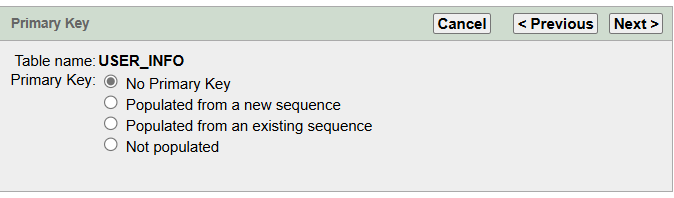 Primary Key Cancel < Previous Next >
Table name: USER_INFO
Primary Key: No Primary Key
Populated from a new sequence
Populated from an existing sequence
Not populated